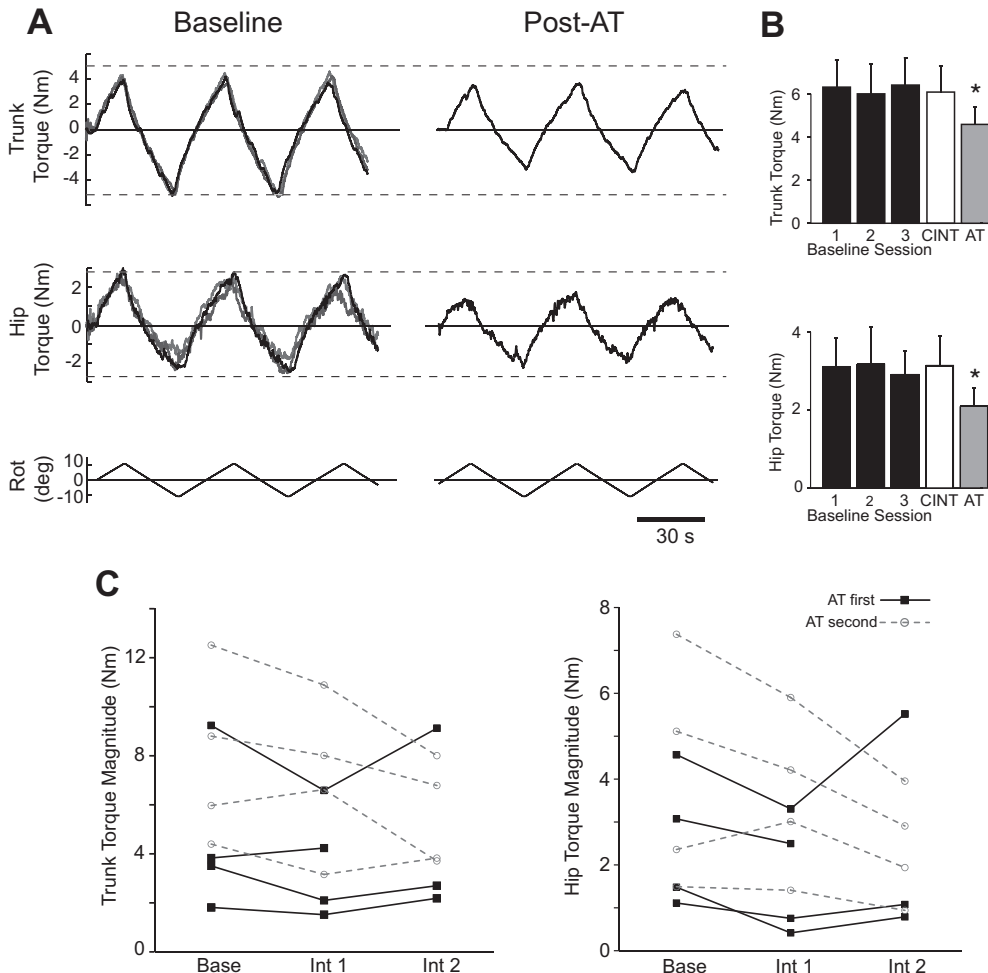 A
Baseline
Post-AT
B
Trunk
Torque (Nm)
4
2
0
-2
-4
Hip
Torque (Nm)
2
0
-2
Rot
(deg)
10
0
-10
30 s
Trunk Torque (Nm)
6
4
2
0
1 2 3 CINT AT
Baseline Session
*
Hip Torque (Nm)
4
2
0
1 2 3 CINT AT
Baseline Session
*
C
Trunk Torque Magnitude (Nm)
12
8
4
0
Base Int 1 Int 2
Hip Torque Magnitude (Nm)
8
6
4
2
0
Base Int 1 Int 2
AT first
AT second